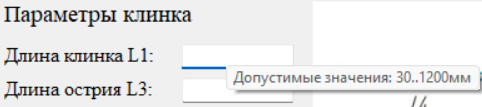 Параметры клинка
Длина клинка L1:
Допустимые значения: 30..1200мм
Длина острия L3: